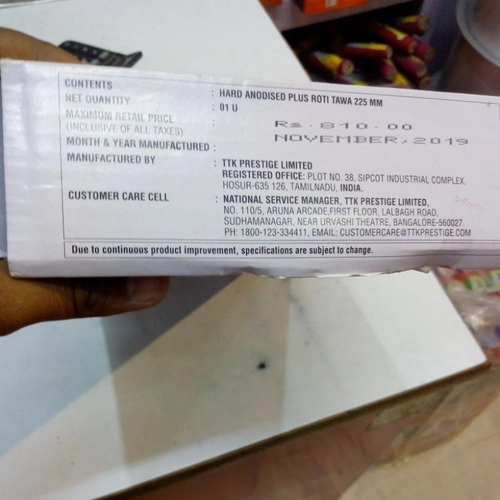 CONTENTS : HARD ANODISED PLUS ROTI TAWA 225 MM
NET QUANTITY : 01 U
MAXIMUM RETAIL PRICE : Rs. 810.00
(INCLUSIVE OF ALL TAXES)
MONTH & YEAR MANUFACTURED : NOVEMBER, 2019
MANUFACTURED BY : TTK PRESTIGE LIMITED
REGISTERED OFFICE: PLOT NO. 38, SIPCOT INDUSTRIAL COMPLEX,
HOSUR-635 126, TAMILNADU, INDIA.
CUSTOMER CARE CELL : NATIONAL SERVICE MANAGER, TTK PRESTIGE LIMITED,
NO. 110/5, ARUNA ARCADE,FIRST FLOOR, LALBAGH ROAD,
SUDHAMANAGAR, NEAR URVASHI THEATRE, BANGALORE-560027.
PH: 1800-123-334411, EMAIL: CUSTOMERCARE@TTKPRESTIGE.COM
Due to continuous product improvement, specifications are subject to change.